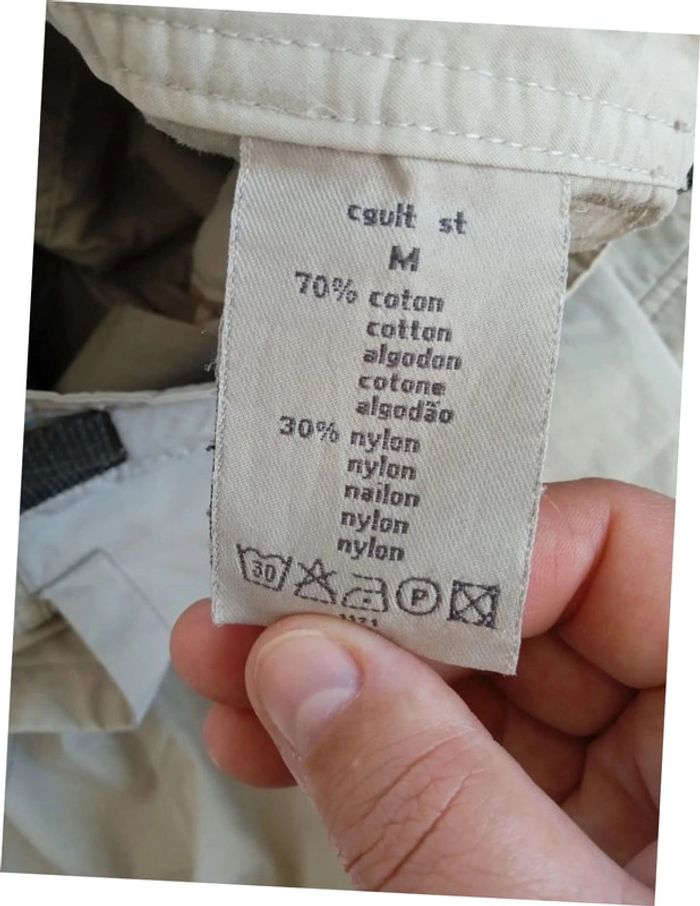 cgult st
M
70% coton
cotton
algodon
cotone
algodão
30% nylon
nylon
nailon
nylon
nylon
30 P